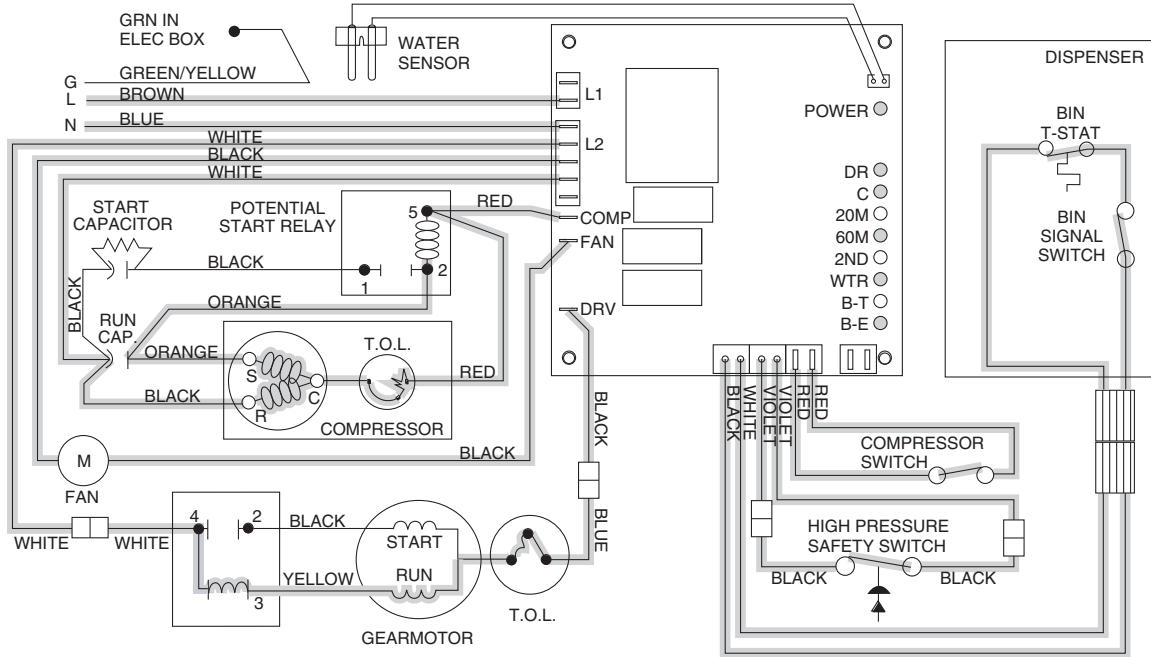 GRN IN
ELEC BOX
WATER
SENSOR
DISPENSER
G
GREEN/YELLOW
L
BROWN
L1
POWER
N
BLUE
WHITE
L2
BLACK
WHITE
BIN
T-STAT
DR
C
20M
60M
2ND
WTR
B-T
B-E
BIN
SIGNAL
SWITCH
START
CAPACITOR
POTENTIAL
START RELAY
5
RED
COMP
FAN
DRV
BLACK
1
2
BLACK
ORANGE
RUN
CAP.
ORANGE
S
T.O.L.
RED
C
BLACK
R
COMPRESSOR
M
FAN
BLACK
BLACK
BLACK
WHITE
VIOLET
VIOLET
RED
RED
COMPRESSOR
SWITCH
HIGH PRESSURE
SAFETY SWITCH
BLACK
BLACK
WHITE
WHITE
4
2
BLACK
START
BLUE
YELLOW
RUN
3
T.O.L.
GEARMOTOR